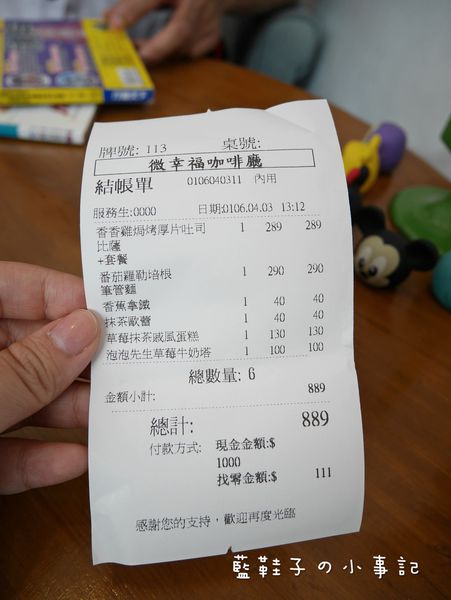 牌號: 113 桌號:
微幸福咖啡廳
結帳單 0106040311 內用
服務生:0000 日期:0106.04.03 13:12
香香雞焗烤厚片吐司 1 289 289
比薩
+套餐
番茄羅勒培根 1 290 290
筆管麵
香蕉拿鐵 1 40 40
抹茶歐蕾 1 40 40
草莓抹茶戚風蛋糕 1 130 130
泡泡先生草莓牛奶塔 1 100 100
總數量: 6
金額小計: 889
總計: 889
付款方式: 現金金額:$
1000
找零金額:$ 111
感謝您的支持，歡迎再度光臨
藍鞋子の小事記